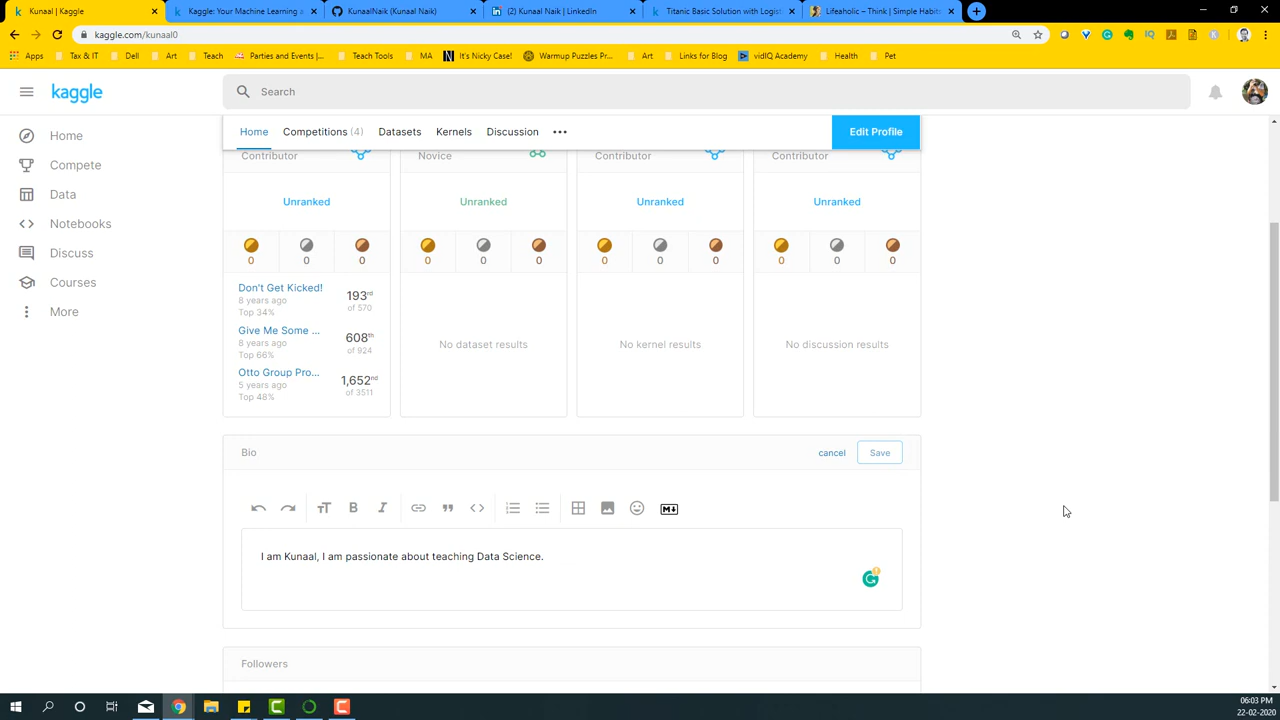 Kunaal | Kaggle
Kaggle: Your Machine Learning a
KunaalNaik (Kunaal Naik)
(2) Kunaal Naik | LinkedIn
Titanic Basic Solution with Logist
Lifeaholic – Think | Simple Habits
kaggle.com/kunaal0
Apps
Tax & IT
Dell
Art
Teach
Parties and Events |...
Teach Tools
MA
It's Nicky Case!
Warmup Puzzles Pr...
Art
Links for Blog
vidIQ Academy
Health
Pet
kaggle
Search
Home
Compete
Data
Notebooks
Discuss
Courses
More
Home
Competitions (4)
Datasets
Kernels
Discussion
Edit Profile
Contributor
Novice
Contributor
Contributor
Unranked
Unranked
Unranked
Unranked
0 0 0
0 0 0
0 0 0
0 0 0
Don't Get Kicked!
8 years ago
Top 34%
193rd
of 570
Give Me Some ...
8 years ago
Top 66%
608th
of 924
Otto Group Pro...
5 years ago
Top 48%
1,652nd
of 3511
No dataset results
No kernel results
No discussion results
Bio
cancel
Save
I am Kunaal, I am passionate about teaching Data Science.
Followers
06:03 PM
22-02-2020